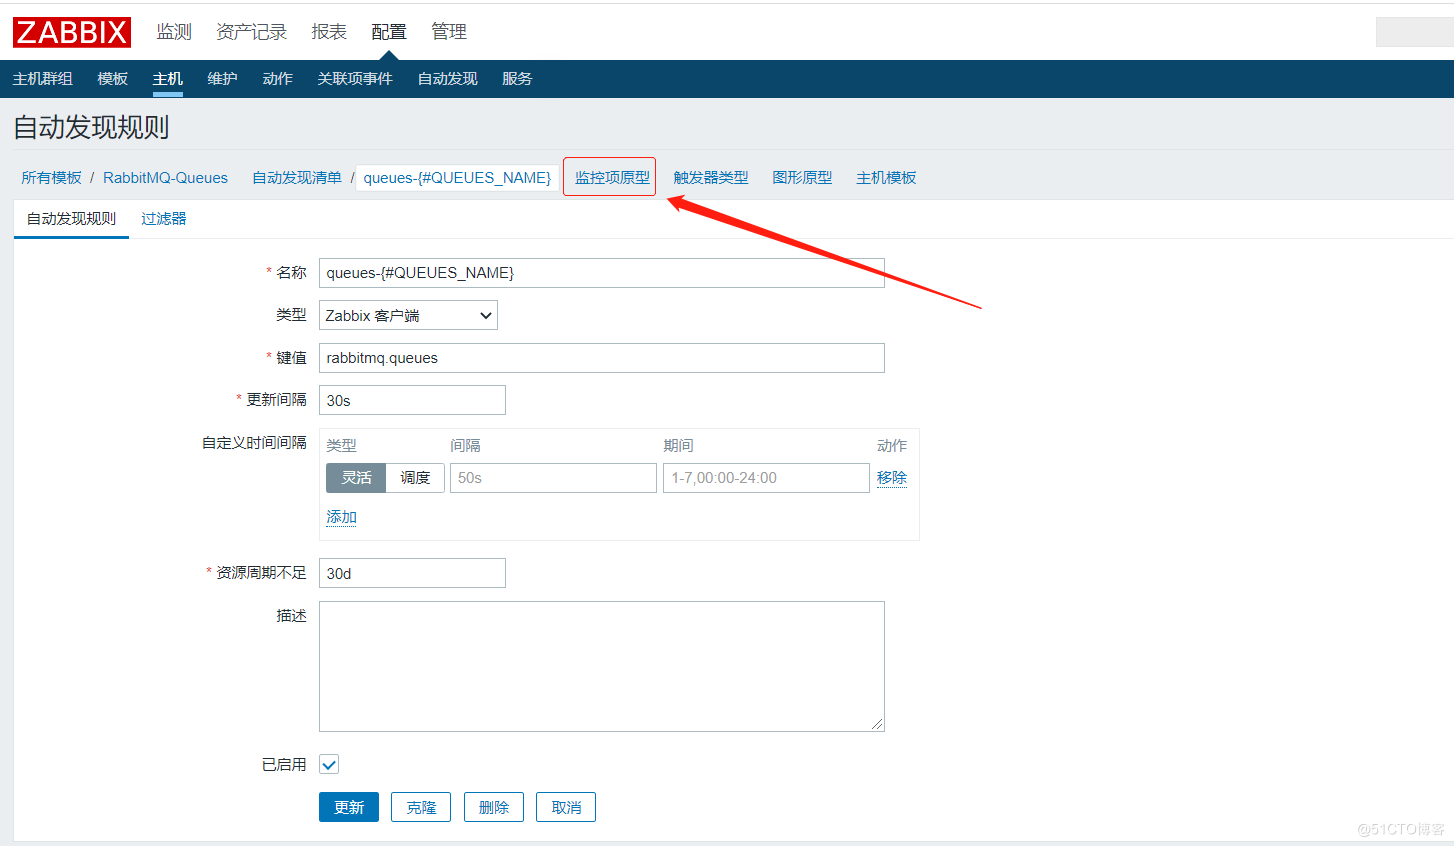 ZABBIX 监测 资产记录 报表 配置 管理
主机群组 模板 主机 维护 动作 关联项事件 自动发现 服务
自动发现规则
所有模板 / RabbitMQ-Queues 自动发现清单 / queues-{#QUEUES_NAME} 监控项原型 触发器类型 图形原型 主机模板
自动发现规则 过滤器
* 名称 queues-{#QUEUES_NAME}
类型 Zabbix 客户端
* 键值 rabbitmq.queues
* 更新间隔 30s
自定义时间间隔 类型 间隔 期间 动作
灵活 调度 50s 1-7,00:00-24:00 移除
添加
* 资源周期不足 30d
描述
已启用
更新 克隆 删除 取消
@51CTO博客